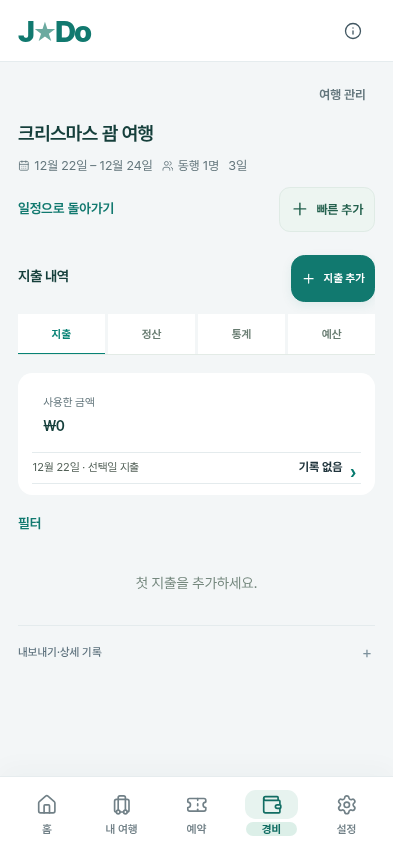 J★Do
여행 관리
크리스마스 괌 여행
12월 22일 – 12월 24일 동행 1명 3일
일정으로 돌아가기
+ 빠른 추가
지출 내역
+ 지출 추가
지출 정산 통계 예산
사용한 금액
₩0
12월 22일 · 선택일 지출 기록 없음 ›
필터
첫 지출을 추가하세요.
내보내기·상세 기록 +
홈 내 여행 예약 경비 설정